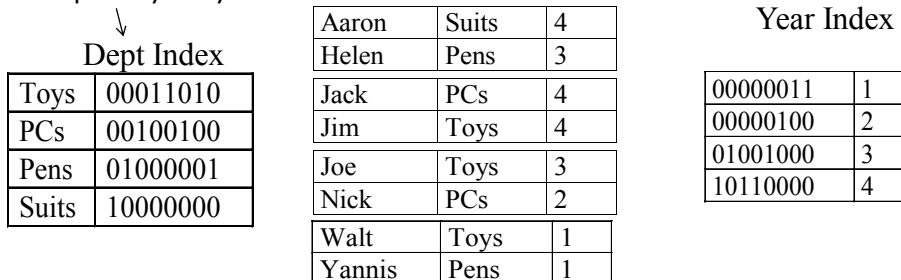 Dept Index
Toys 00011010
PCs 00100100
Pens 01000001
Suits 10000000
Aaron Suits 4
Helen Pens 3
Jack PCs 4
Jim Toys 4
Joe Toys 3
Nick PCs 2
Walt Toys 1
Yannis Pens 1
Year Index
00000011 1
00000100 2
01001000 3
10110000 4